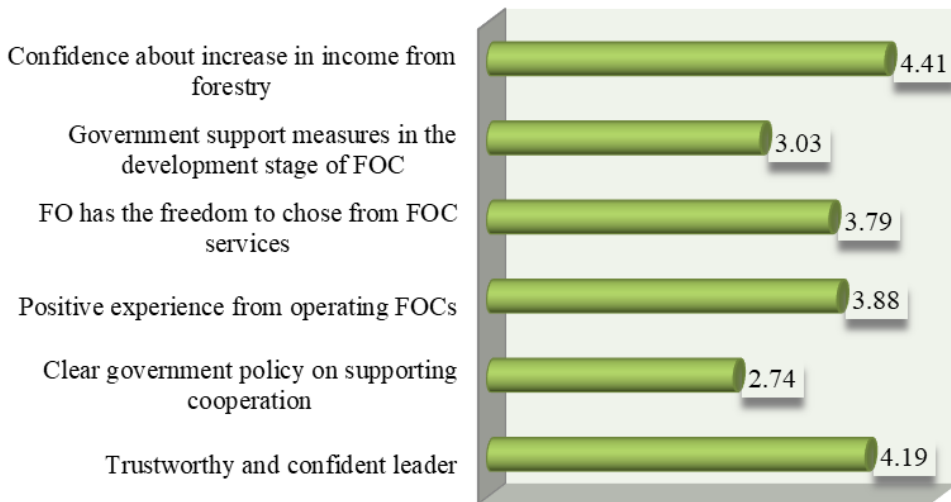 Confidence about increase in income from
forestry
4.41
Government support measures in the
development stage of FOC
3.03
FO has the freedom to chose from FOC
services
3.79
Positive experience from operating FOCs
3.88
Clear government policy on supporting
cooperation
2.74
Trustworthy and confident leader
4.19